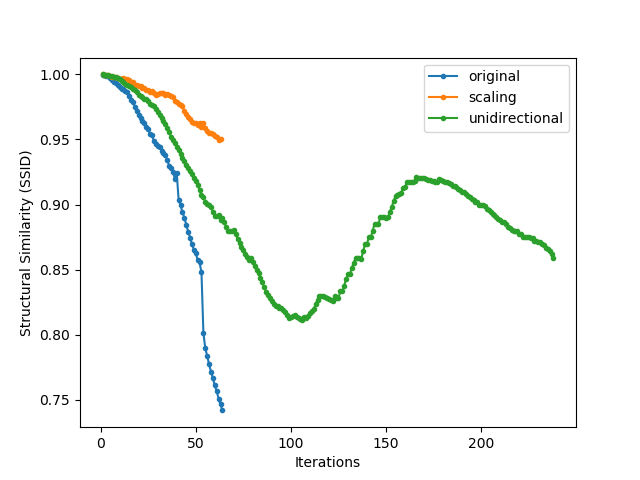 1.00
0.95
0.90
0.85
0.80
0.75
Structural Similarity (SSID)
original
scaling
unidirectional
0 50 100 150 200
Iterations